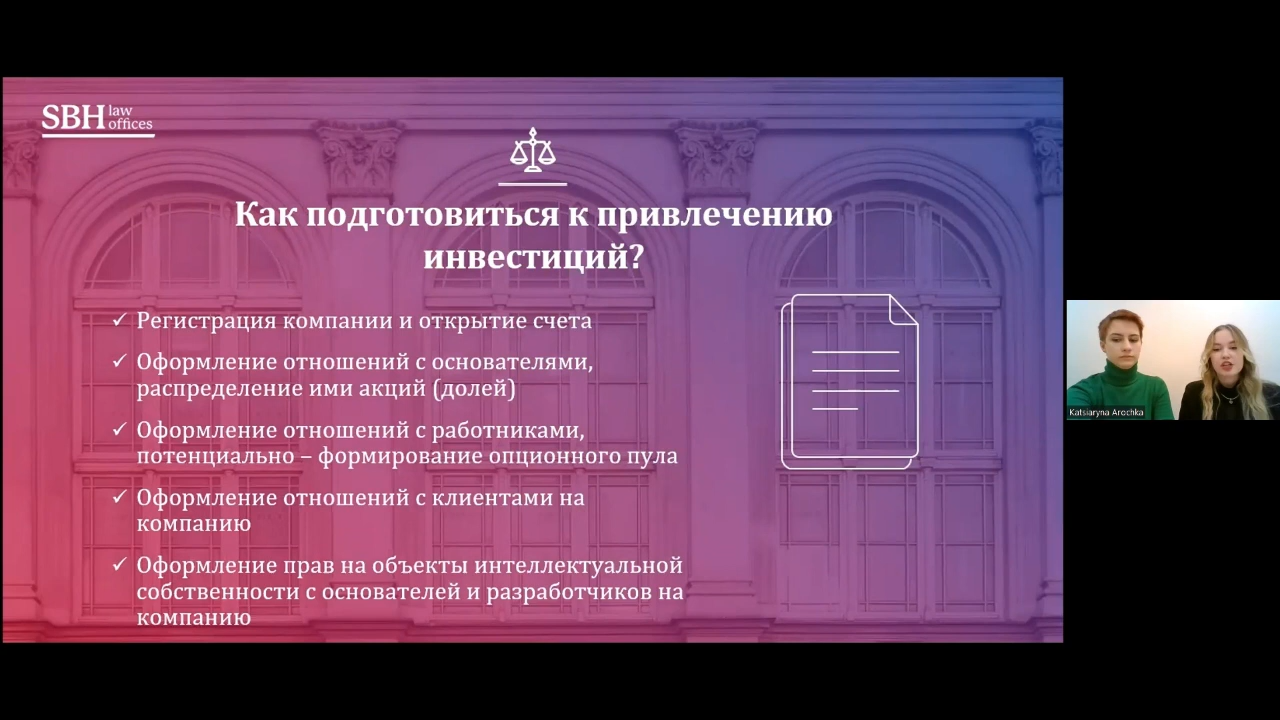 SBH law offices
Как подготовиться к привлечению
инвестиций?
✓ Регистрация компании и открытие счета
✓ Оформление отношений с основателями,
распределение ими акций (долей)
✓ Оформление отношений с работниками,
потенциально – формирование опционного пула
✓ Оформление отношений с клиентами на
компанию
✓ Оформление прав на объекты интеллектуальной
собственности с основателей и разработчиков на
компанию
Katsiaryna Arochka